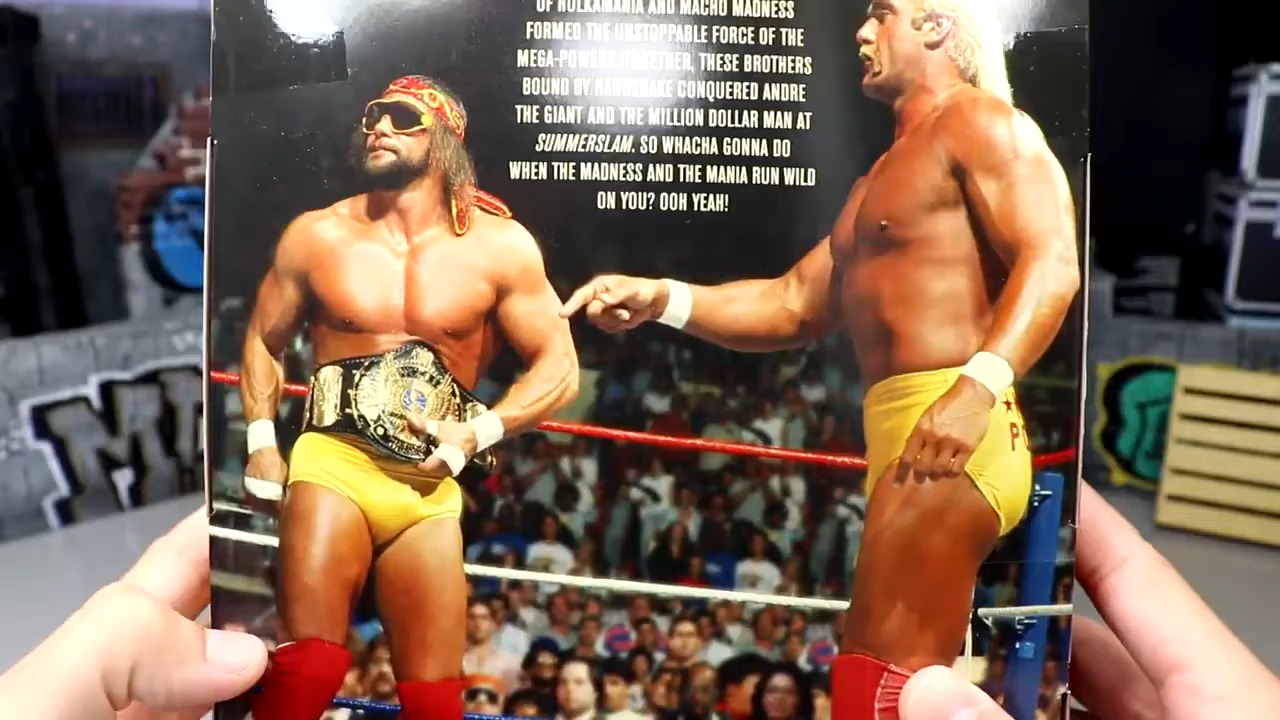 OF HULKAMANIA AND MACHO MADNESS
FORMED THE UNSTOPPABLE FORCE OF THE
MEGA-POWERS. TOGETHER, THESE BROTHERS
BOUND BY HANDSHAKE CONQUERED ANDRE
THE GIANT AND THE MILLION DOLLAR MAN AT
SUMMERSLAM. SO WHACHA GONNA DO
WHEN THE MADNESS AND THE MANIA RUN WILD
ON YOU? OOH YEAH!